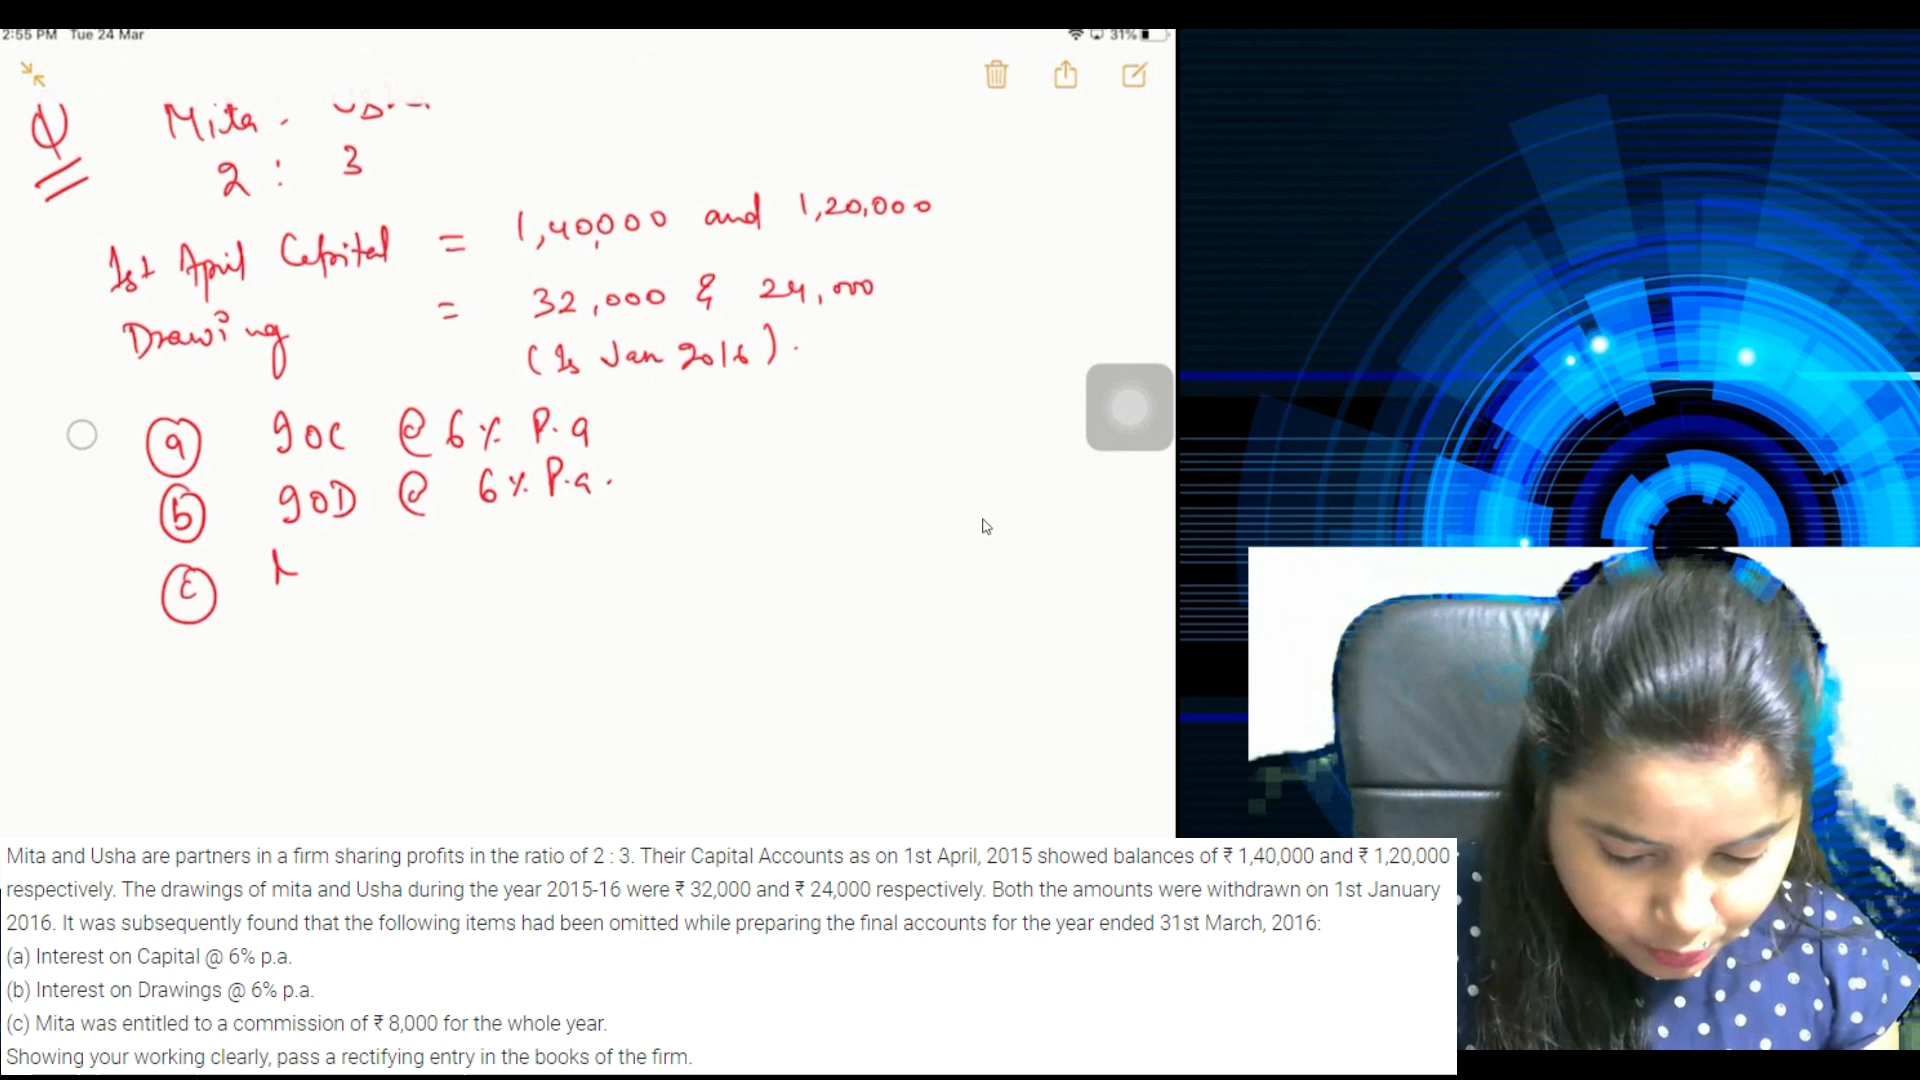 2:55 PM Tue 24 Mar
31%
Q
Mita
2 : 3
1st April Capital = 1,40,000 and 1,20,000
Drawing = 32,000 & 24,000
(1s Jan 2016).
(a) IOC @ 6% P.a
(b) IOD @ 6% P.a.
(c)
Mita and Usha are partners in a firm sharing profits in the ratio of 2 : 3. Their Capital Accounts as on 1st April, 2015 showed balances of ₹ 1,40,000 and ₹ 1,20,000
respectively. The drawings of mita and Usha during the year 2015-16 were ₹ 32,000 and ₹ 24,000 respectively. Both the amounts were withdrawn on 1st January
2016. It was subsequently found that the following items had been omitted while preparing the final accounts for the year ended 31st March, 2016:
(a) Interest on Capital @ 6% p.a.
(b) Interest on Drawings @ 6% p.a.
(c) Mita was entitled to a commission of ₹ 8,000 for the whole year.
Showing your working clearly, pass a rectifying entry in the books of the firm.